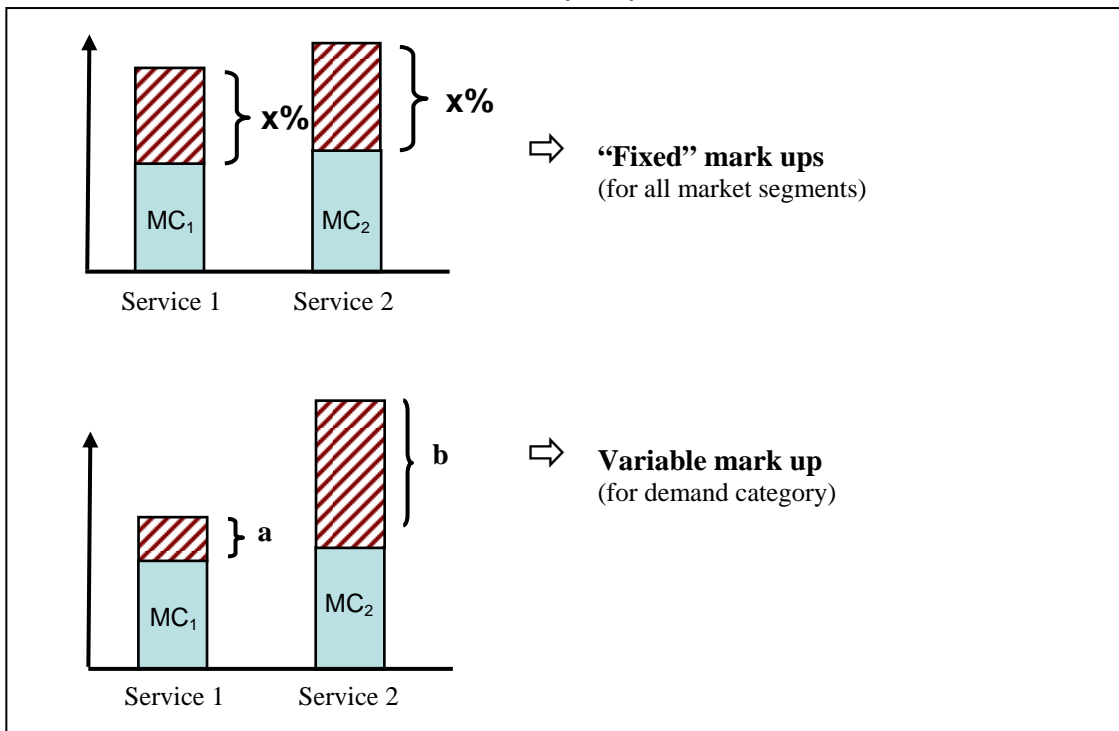 x%
x%
MC₁
MC₂
Service 1
Service 2
“Fixed” mark ups
(for all market segments)
a
b
MC₁
MC₂
Service 1
Service 2
Variable mark up
(for demand category)